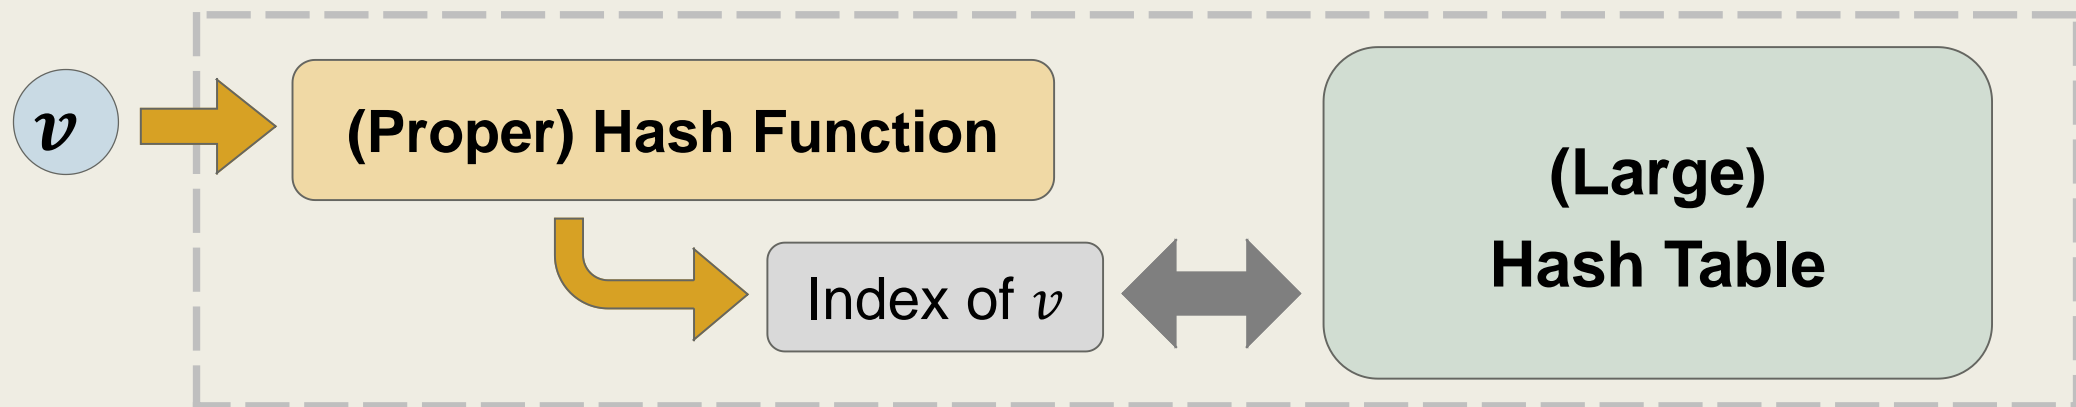 𝒗
(Proper) Hash Function
Index of 𝑣
(Large)
Hash Table